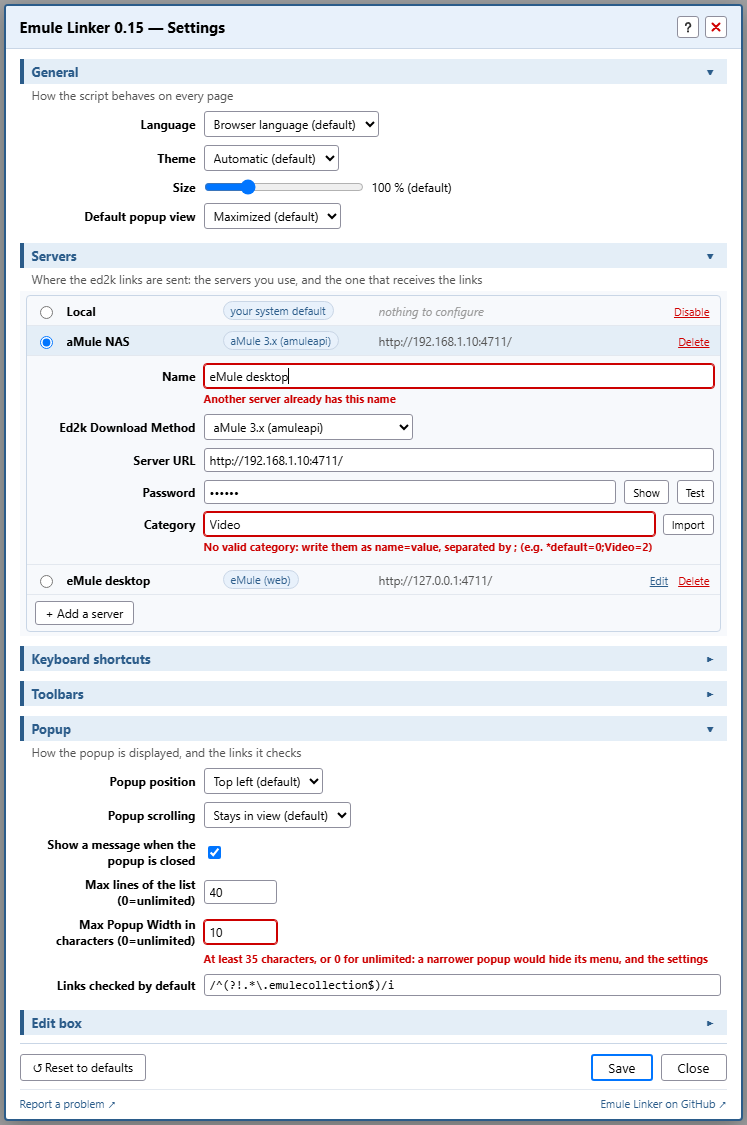 Emule Linker 0.15 — Settings ? ✕
General ▼
How the script behaves on every page
Language Browser language (default)
Theme Automatic (default)
Size 100 % (default)
Default popup view Maximized (default)
Servers ▼
Where the ed2k links are sent: the servers you use, and the one that receives the links
Local your system default nothing to configure Disable
aMule NAS aMule 3.x (amuleapi) http://192.168.1.10:4711/ Delete
Name eMule desktop
Another server already has this name
Ed2k Download Method aMule 3.x (amuleapi)
Server URL http://192.168.1.10:4711/
Password •••••• Show Test
Category Video Import
No valid category: write them as name=value, separated by ; (e.g. *default=0;Video=2)
eMule desktop eMule (web) http://127.0.0.1:4711/ Edit Delete
+ Add a server
Keyboard shortcuts ►
Toolbars ►
Popup ▼
How the popup is displayed, and the links it checks
Popup position Top left (default)
Popup scrolling Stays in view (default)
Show a message when the
popup is closed
Max lines of the list
(0=unlimited) 40
Max Popup Width in
characters (0=unlimited) 10
At least 35 characters, or 0 for unlimited: a narrower popup would hide its menu, and the settings
Links checked by default /^(?!.*\.emulecollection$)/i
Edit box ►
↺ Reset to defaults Save Close
Report a problem ↗ Emule Linker on GitHub ↗